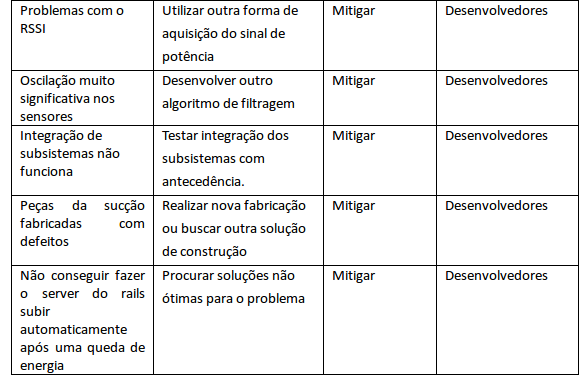 Problemas com o
RSSI
Utilizar outra forma de
aquisição do sinal de
potência
Mitigar
Desenvolvedores
Oscilação muito
significativa nos
sensores
Desenvolver outro
algoritmo de filtragem
Mitigar
Desenvolvedores
Integração de
subsistemas não
funciona
Testar integração dos
subsistemas com
antecedência.
Mitigar
Desenvolvedores
Peças da sucção
fabricadas com
defeitos
Realizar nova fabricação
ou buscar outra solução
de construção
Mitigar
Desenvolvedores
Não conseguir fazer
o server do rails
subir
automaticamente
após uma queda de
energia
Procurar soluções não
ótimas para o problema
Mitigar
Desenvolvedores